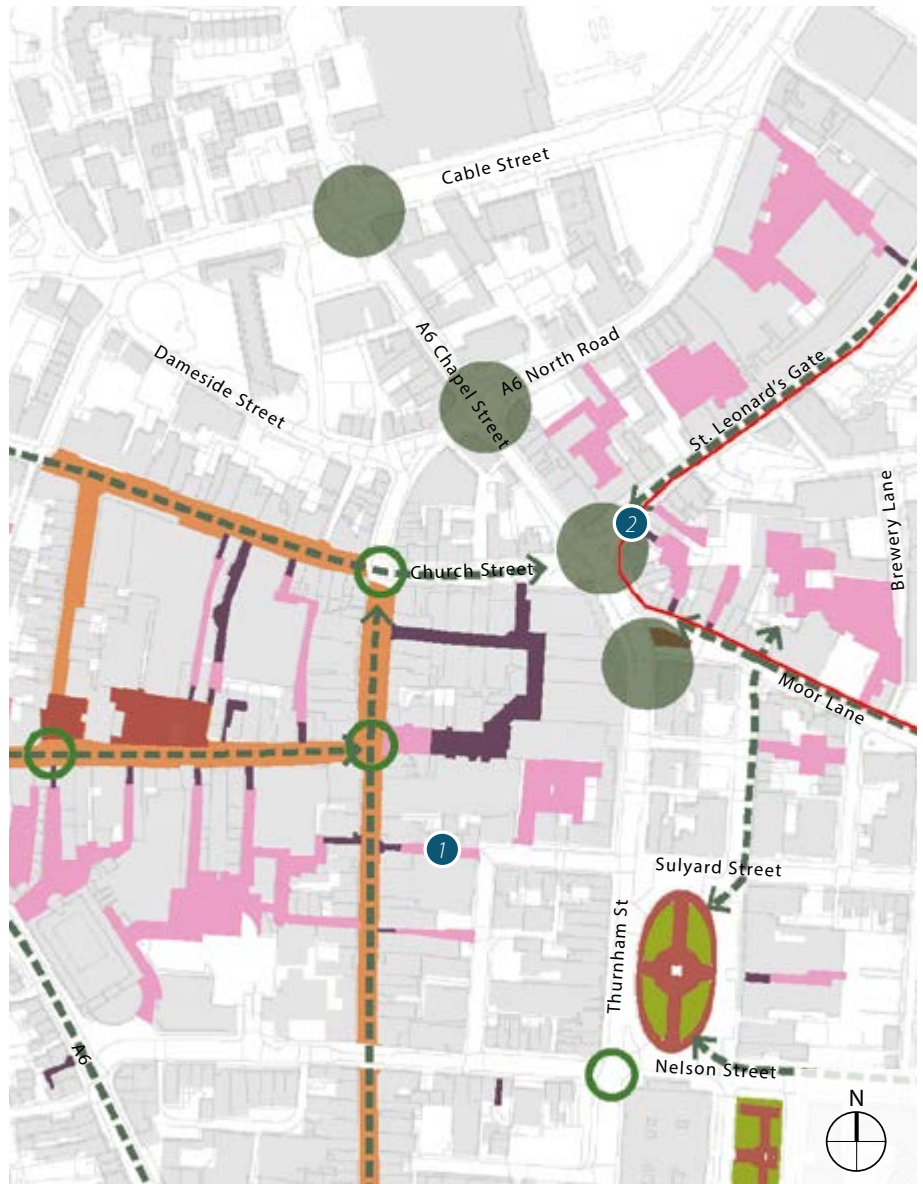 Cable Street
A6 Chapel Street
A6 North Road
Dameside Street
St. Leonard's Gate
Brewery Lane
2
Church Street
Moor Lane
1
Sulyard Street
Thurnham St
A6
Nelson Street
N